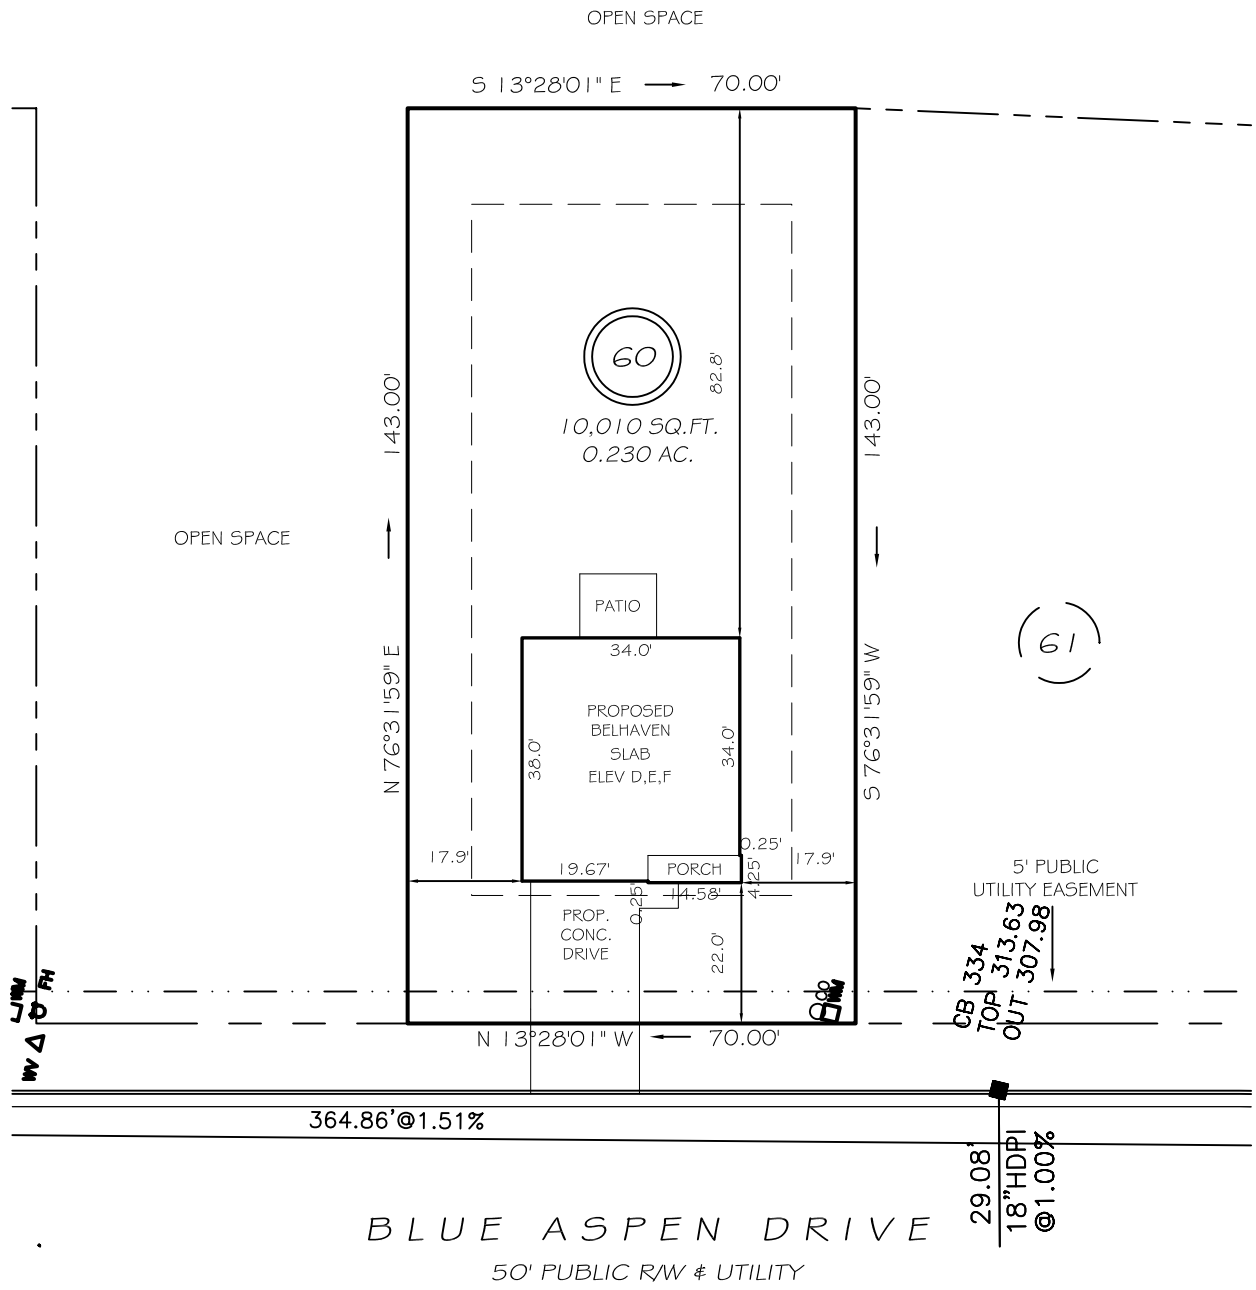 OPEN SPACE
S 13°28'01" E 70.00'
60
10,010 SQ.FT.
0.230 AC.
82.8'
143.00'
143.00'
OPEN SPACE
N 76°31'59" E
S 76°31'59" W
61
PATIO
34.0'
PROPOSED
BELHAVEN
SLAB
ELEV D,E,F
38.0'
34.0'
0.25'
17.9'
19.67'
PORCH
4.25'
17.9'
14.58'
0.25'
PROP.
CONC.
DRIVE
22.0'
5' PUBLIC
UTILITY EASEMENT
CB 334
TOP 313.63
OUT 307.98
WM
FH
WV
WM
N 13°28'01" W 70.00'
364.86'@1.51%
29.08'
18"HDPI
@1.00%
BLUE ASPEN DRIVE
50' PUBLIC R/W & UTILITY